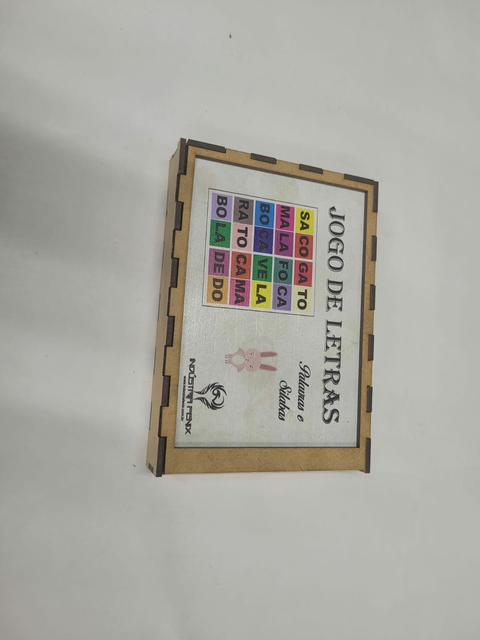 JOGO DE LETRAS
SA CO GA TO
MA LA FO CA
BO CA VE LA
RA TO CA MA
BO LA DE DO
Palavras e
Sílabas
INDÚSTRIA FENIX